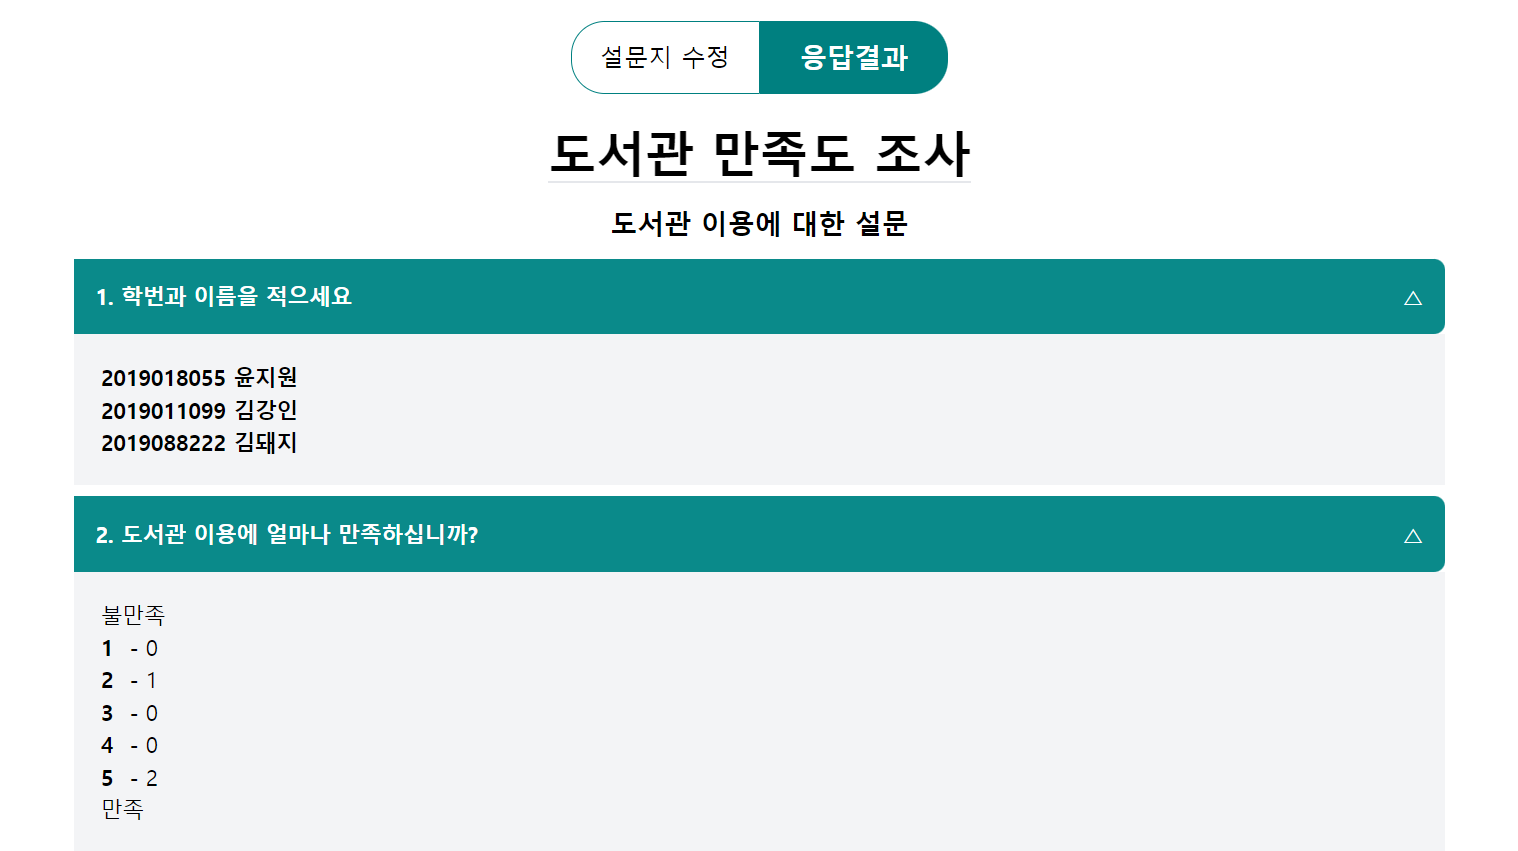 설문지 수정 응답결과
도서관 만족도 조사
도서관 이용에 대한 설문
1. 학번과 이름을 적으세요 △
2019018055 윤지원
2019011099 김강인
2019088222 김돼지
2. 도서관 이용에 얼마나 만족하십니까? △
불만족
1 - 0
2 - 1
3 - 0
4 - 0
5 - 2
만족